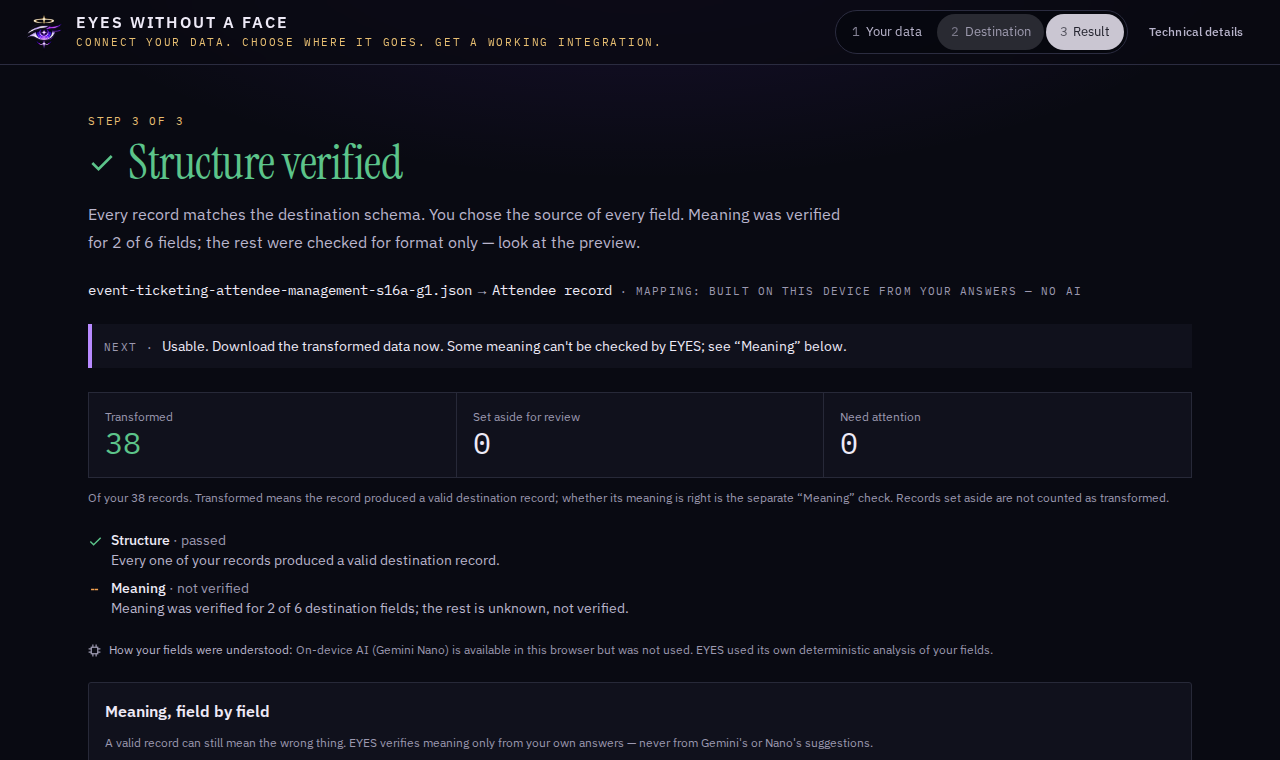 EYES WITHOUT A FACE
CONNECT YOUR DATA. CHOOSE WHERE IT GOES. GET A WORKING INTEGRATION.
1 Your data
2 Destination
3 Result
Technical details
STEP 3 OF 3
Structure verified
Every record matches the destination schema. You chose the source of every field. Meaning was verified
for 2 of 6 fields; the rest were checked for format only — look at the preview.
event-ticketing-attendee-management-s16a-g1.json → Attendee record · MAPPING: BUILT ON THIS DEVICE FROM YOUR ANSWERS — NO AI
NEXT · Usable. Download the transformed data now. Some meaning can't be checked by EYES; see “Meaning” below.
Transformed
38
Set aside for review
0
Need attention
0
Of your 38 records. Transformed means the record produced a valid destination record; whether its meaning is right is the separate “Meaning” check. Records set aside are not counted as transformed.
Structure · passed
Every one of your records produced a valid destination record.
Meaning · not verified
Meaning was verified for 2 of 6 destination fields; the rest is unknown, not verified.
How your fields were understood: On-device AI (Gemini Nano) is available in this browser but was not used. EYES used its own deterministic analysis of your fields.
Meaning, field by field
A valid record can still mean the wrong thing. EYES verifies meaning only from your own answers — never from Gemini's or Nano's suggestions.